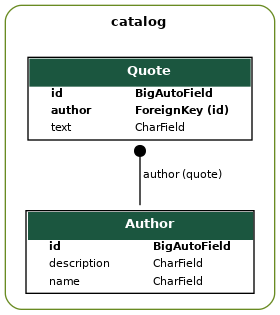 catalog
Quote
id BigAutoField
author ForeignKey (id)
text CharField
author (quote)
Author
id BigAutoField
description CharField
name CharField